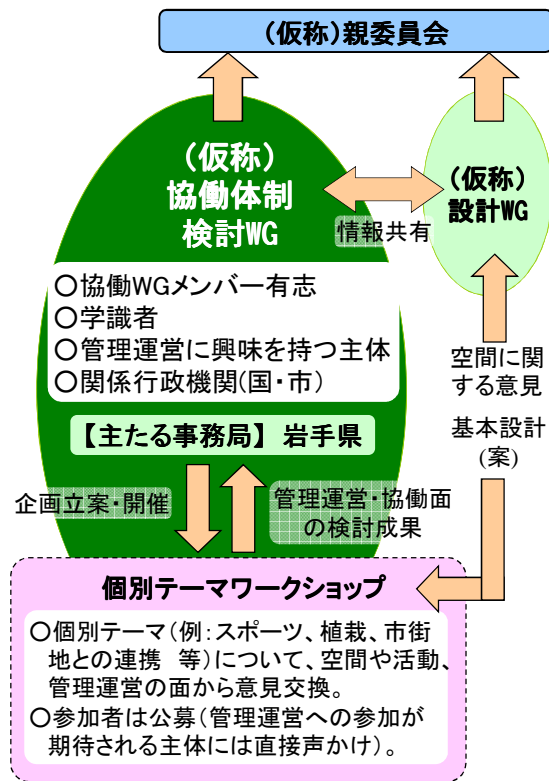 (仮称)親委員会
(仮称)
協働体制
検討WG
(仮称)
設計WG
情報共有
○協働WGメンバー有志
○学識者
○管理運営に興味を持つ主体
○関係行政機関(国・市)
【主たる事務局】 岩手県
空間に関
する意見
基本設計
(案)
企画立案・開催
管理運営・協働面
の検討成果
個別テーマワークショップ
○個別テーマ(例:スポーツ、植栽、市街
地との連携 等)について、空間や活動、
管理運営の面から意見交換。
○参加者は公募(管理運営への参加が
期待される主体には直接声かけ)。